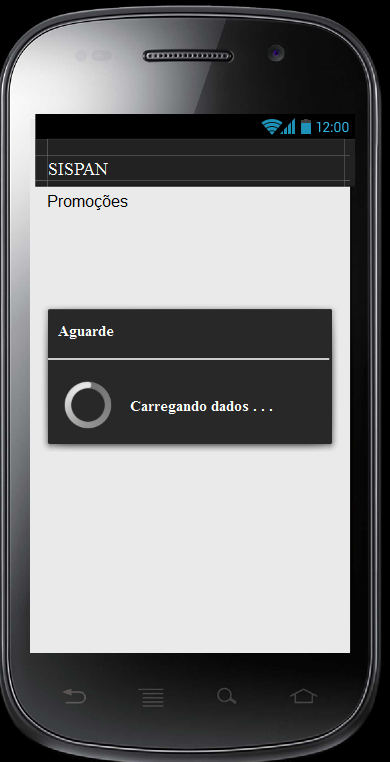 12:00
SISPAN
Promoções
Aguarde
Carregando dados . . .